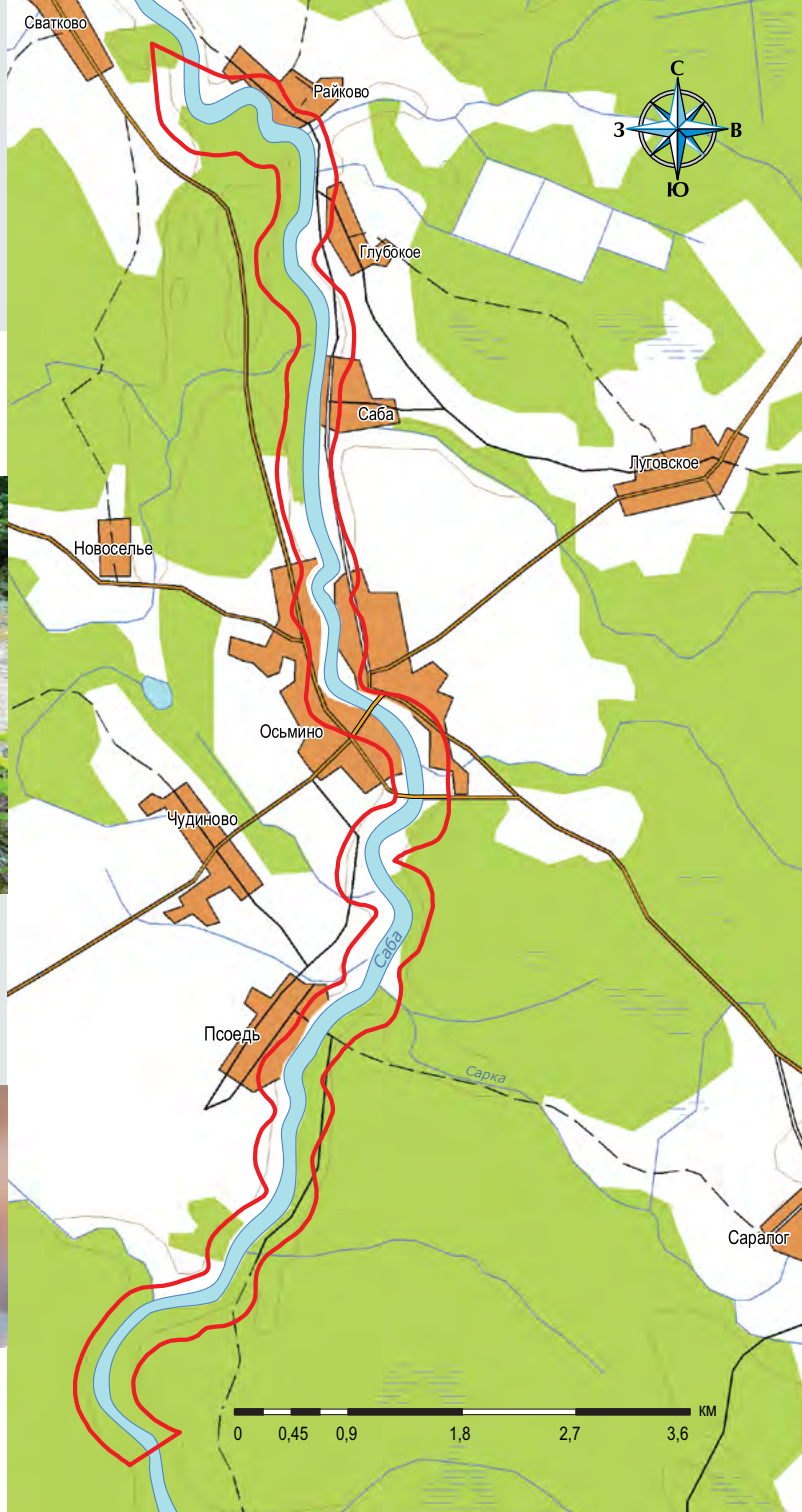 Сватково
С
Райково
З
В
Ю
Глубокое
Саба
Луговское
Новоселье
Осьмино
Чудиново
Саба
Псоедь
Сарка
Саралог
км
0 0,45 0,9 1,8 2,7 3,6